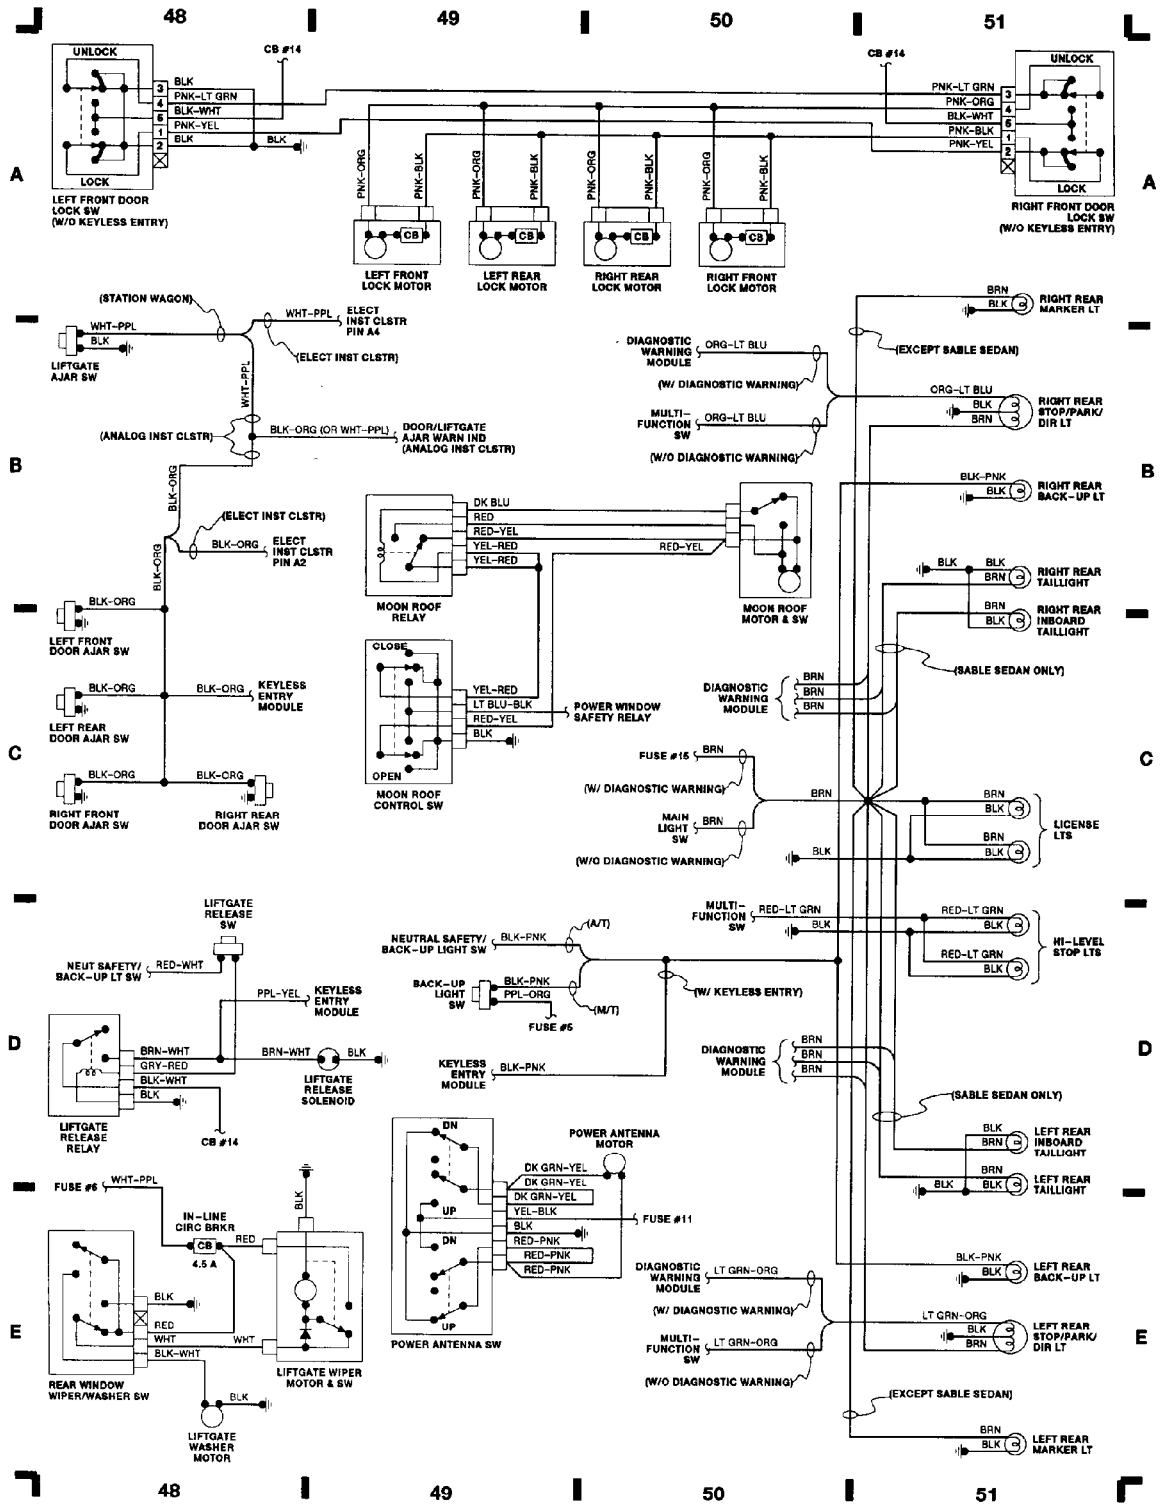 48
49
50
51
A
A
B
B
C
C
D
D
E
E
UNLOCK
LOCK
LEFT FRONT DOOR
LOCK SW
(W/O KEYLESS ENTRY)
3
4
5
1
2
BLK
PNK-LT GRN
BLK-WHT
PNK-YEL
BLK
BLK
CB #14
CB #14
PNK-LT GRN
PNK-ORG
BLK-WHT
PNK-BLK
PNK-YEL
3
4
5
1
2
UNLOCK
LOCK
RIGHT FRONT DOOR
LOCK SW
(W/O KEYLESS ENTRY)
PNK-ORG
PNK-BLK
PNK-ORG
PNK-BLK
PNK-ORG
PNK-BLK
PNK-ORG
PNK-BLK
CB
CB
CB
CB
LEFT FRONT
LOCK MOTOR
LEFT REAR
LOCK MOTOR
RIGHT REAR
LOCK MOTOR
RIGHT FRONT
LOCK MOTOR
(STATION WAGON)
WHT-PPL
BLK
LIFTGATE
AJAR SW
WHT-PPL
ELECT
INST CLSTR
PIN A4
(ELECT INST CLSTR)
WHT-PPL
(ANALOG INST CLSTR)
BLK-ORG (OR WHT-PPL)
DOOR/LIFTGATE
AJAR WARN IND
(ANALOG INST CLSTR)
BLK-ORG
(ELECT INST CLSTR)
BLK-ORG
ELECT
INST CLSTR
PIN A2
BLK-ORG
BLK-ORG
LEFT FRONT
DOOR AJAR SW
BLK-ORG
BLK-ORG
KEYLESS
ENTRY
MODULE
LEFT REAR
DOOR AJAR SW
BLK-ORG
BLK-ORG
RIGHT FRONT
DOOR AJAR SW
RIGHT REAR
DOOR AJAR SW
DK BLU
RED
RED-YEL
YEL-RED
YEL-RED
RED-YEL
MOON ROOF
RELAY
MOON ROOF
MOTOR & SW
CLOSE
OPEN
YEL-RED
LT BLU-BLK
RED-YEL
BLK
POWER WINDOW
SAFETY RELAY
MOON ROOF
CONTROL SW
DIAGNOSTIC
WARNING
MODULE
ORG-LT BLU
(W/ DIAGNOSTIC WARNING)
MULTI-
FUNCTION
SW
ORG-LT BLU
(W/O DIAGNOSTIC WARNING)
BRN
BLK
RIGHT REAR
MARKER LT
(EXCEPT SABLE SEDAN)
ORG-LT BLU
BLK
BRN
RIGHT REAR
STOP/PARK/
DIR LT
BLK-PNK
BLK
RIGHT REAR
BACK-UP LT
BLK
BLK
BRN
RIGHT REAR
TAILLIGHT
BRN
BLK
RIGHT REAR
INBOARD
TAILLIGHT
(SABLE SEDAN ONLY)
DIAGNOSTIC
WARNING
MODULE
BRN
BRN
BRN
FUSE #15
BRN
(W/ DIAGNOSTIC WARNING)
MAIN
LIGHT
SW
BRN
(W/O DIAGNOSTIC WARNING)
BRN
BRN
BLK
BRN
BLK
BLK
LICENSE
LTS
MULTI-
FUNCTION
SW
RED-LT GRN
BLK
RED-LT GRN
BLK
RED-LT GRN
BLK
HI-LEVEL
STOP LTS
LIFTGATE
RELEASE
SW
NEUT SAFETY/
BACK-UP LT SW
RED-WHT
PPL-YEL
KEYLESS
ENTRY
MODULE
BRN-WHT
GRY-RED
BLK-WHT
BLK
BRN-WHT
BLK
LIFTGATE
RELEASE
SOLENOID
LIFTGATE
RELEASE
RELAY
CB #14
NEUTRAL SAFETY/
BACK-UP LIGHT SW
BLK-PNK
(A/T)
BACK-UP
LIGHT
SW
BLK-PNK
PPL-ORG
FUSE #5
(M/T)
(W/ KEYLESS ENTRY)
KEYLESS
ENTRY
MODULE
BLK-PNK
DIAGNOSTIC
WARNING
MODULE
BRN
BRN
BRN
(SABLE SEDAN ONLY)
BLK
BRN
LEFT REAR
INBOARD
TAILLIGHT
BRN
BLK
BLK
LEFT REAR
TAILLIGHT
FUSE #6
WHT-PPL
IN-LINE
CIRC BRKR
CB
4.5 A
RED
BLK
BLK
RED
WHT
BLK-WHT
WHT
REAR WINDOW
WIPER/WASHER SW
LIFTGATE WIPER
MOTOR & SW
BLK
LIFTGATE
WASHER
MOTOR
DN
UP
DN
UP
POWER ANTENNA
MOTOR
DK GRN-YEL
DK GRN-YEL
DK GRN-YEL
YEL-BLK
BLK
RED-PNK
RED-PNK
RED-PNK
FUSE #11
POWER ANTENNA SW
DIAGNOSTIC
WARNING
MODULE
LT GRN-ORG
(W/ DIAGNOSTIC WARNING)
MULTI-
FUNCTION
SW
LT GRN-ORG
(W/O DIAGNOSTIC WARNING)
BLK-PNK
BLK
LEFT REAR
BACK-UP LT
LT GRN-ORG
BLK
BRN
LEFT REAR
STOP/PARK/
DIR LT
(EXCEPT SABLE SEDAN)
BRN
BLK
LEFT REAR
MARKER LT
48
49
50
51